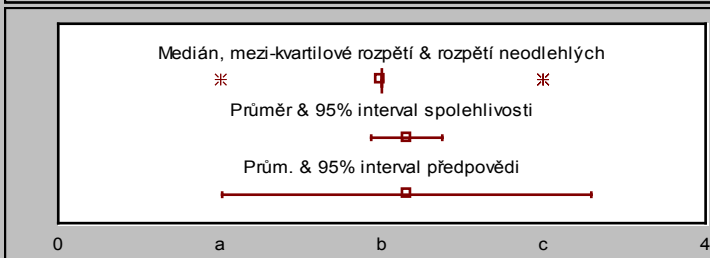 Medián, mezi-kvartilové rozpětí & rozpětí neodlehlých
Průměr & 95% interval spolehlivosti
Prům. & 95% interval předpovědi
0 a b c 4